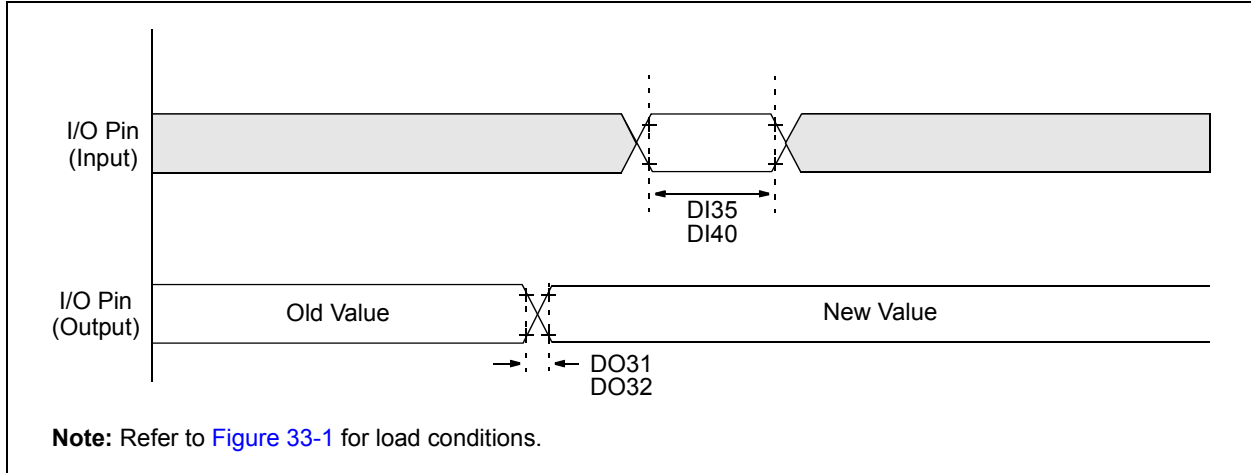 I/O Pin
(Input)
DI35
DI40
I/O Pin
(Output)
Old Value
New Value
DO31
DO32
Note: Refer to Figure 33-1 for load conditions.